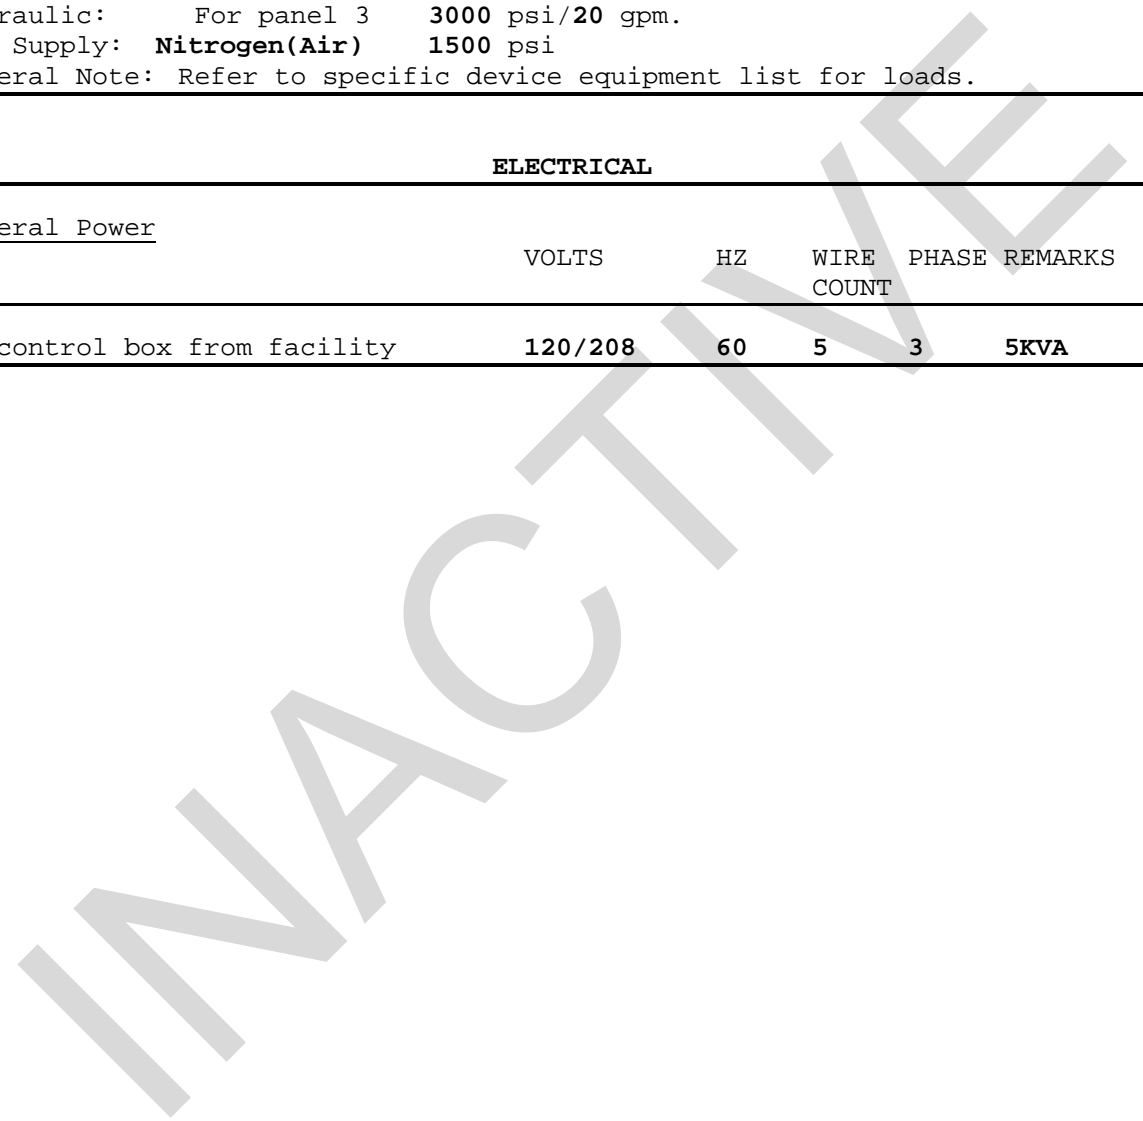 raulic: For panel 3 3000 psi/20 gpm.
Supply: Nitrogen(Air) 1500 psi
eral Note: Refer to specific device equipment list for loads.
ELECTRICAL
eral Power
VOLTS HZ WIRE PHASE REMARKS
COUNT
control box from facility 120/208 60 5 3 5KVA
INACTIVE